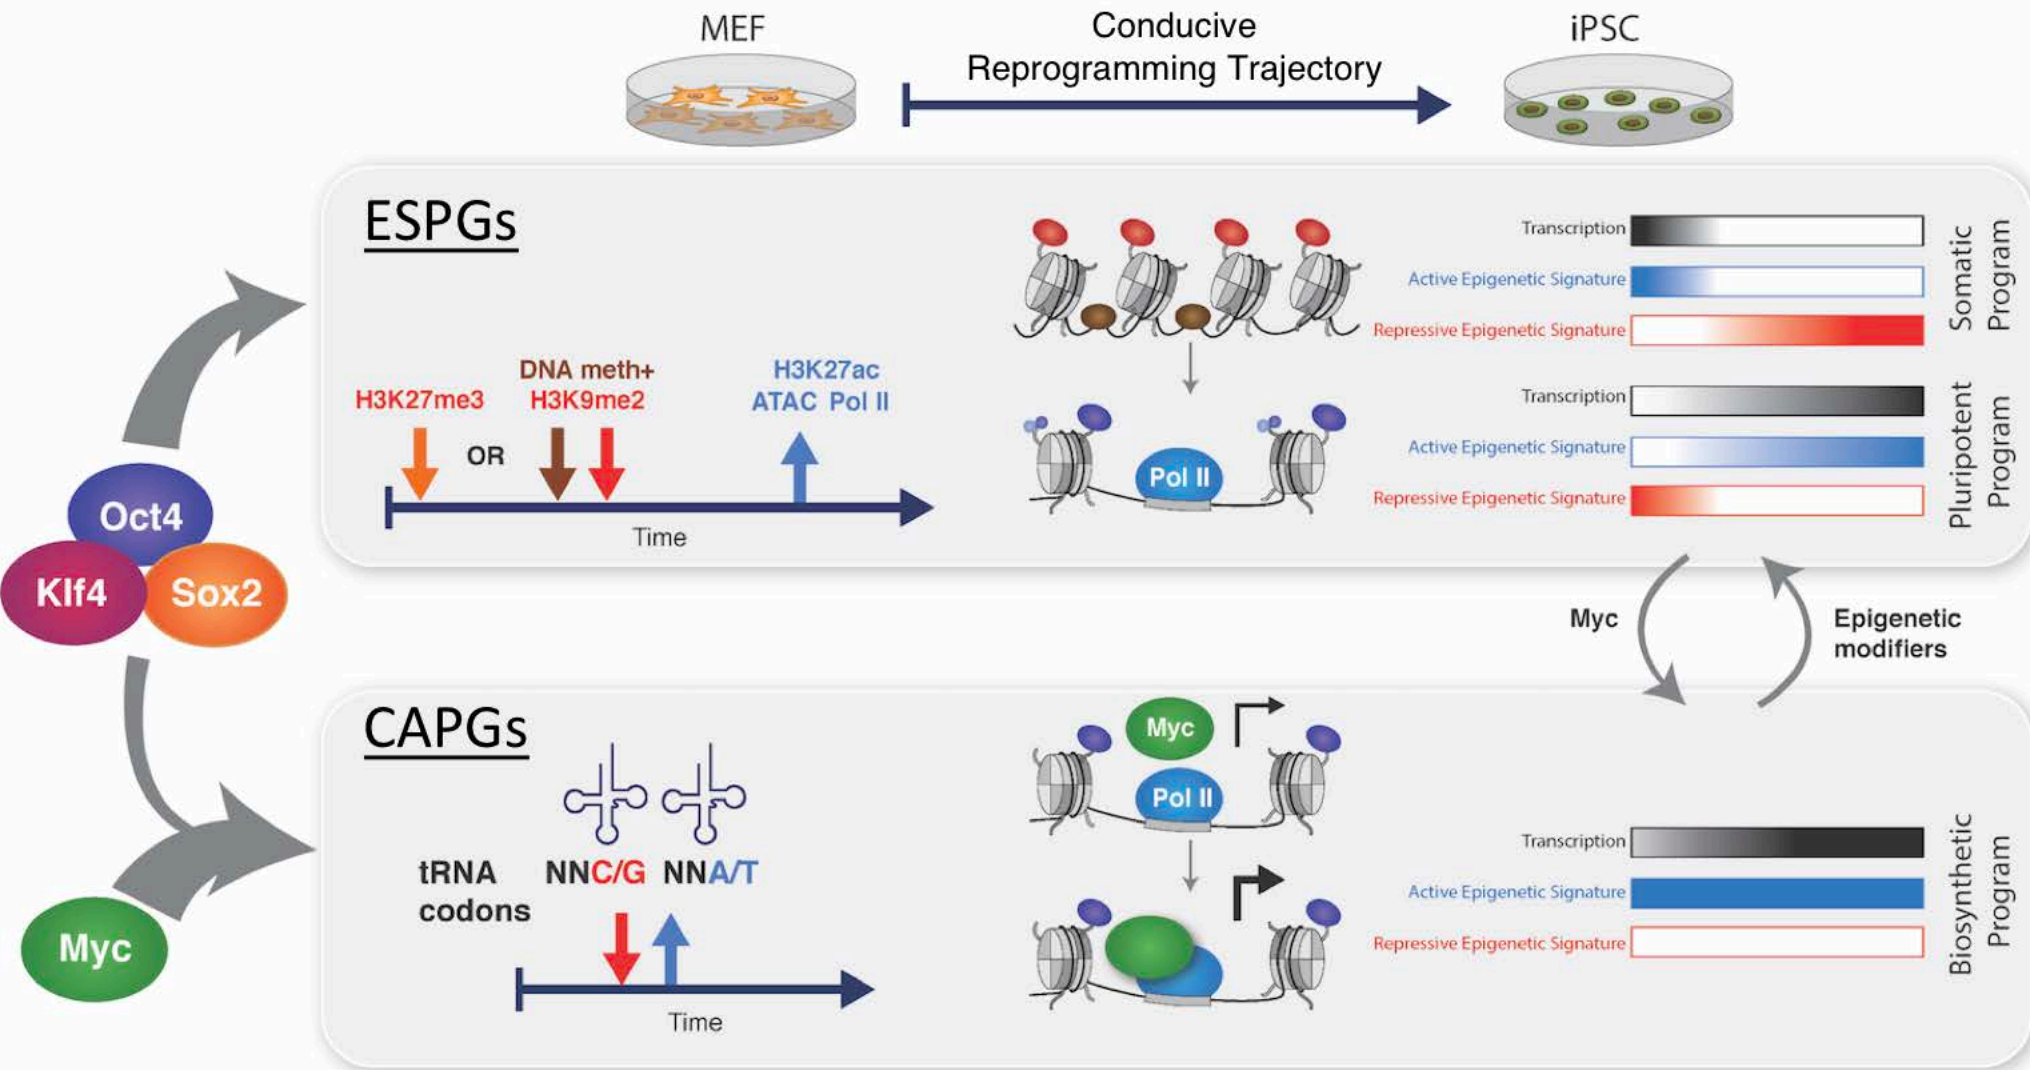 MEF
Conducive
Reprogramming Trajectory
iPSC
ESPGs
H3K27me3
OR
DNA meth+
H3K9me2
H3K27ac
ATAC Pol II
Time
Pol II
Transcription
Active Epigenetic Signature
Repressive Epigenetic Signature
Somatic
Program
Transcription
Active Epigenetic Signature
Repressive Epigenetic Signature
Pluripotent
Program
Oct4
Klf4
Sox2
Myc
Epigenetic
modifiers
CAPGs
tRNA
codons
NNC/G
NNA/T
Time
Myc
Pol II
Transcription
Active Epigenetic Signature
Repressive Epigenetic Signature
Biosynthetic
Program
Myc